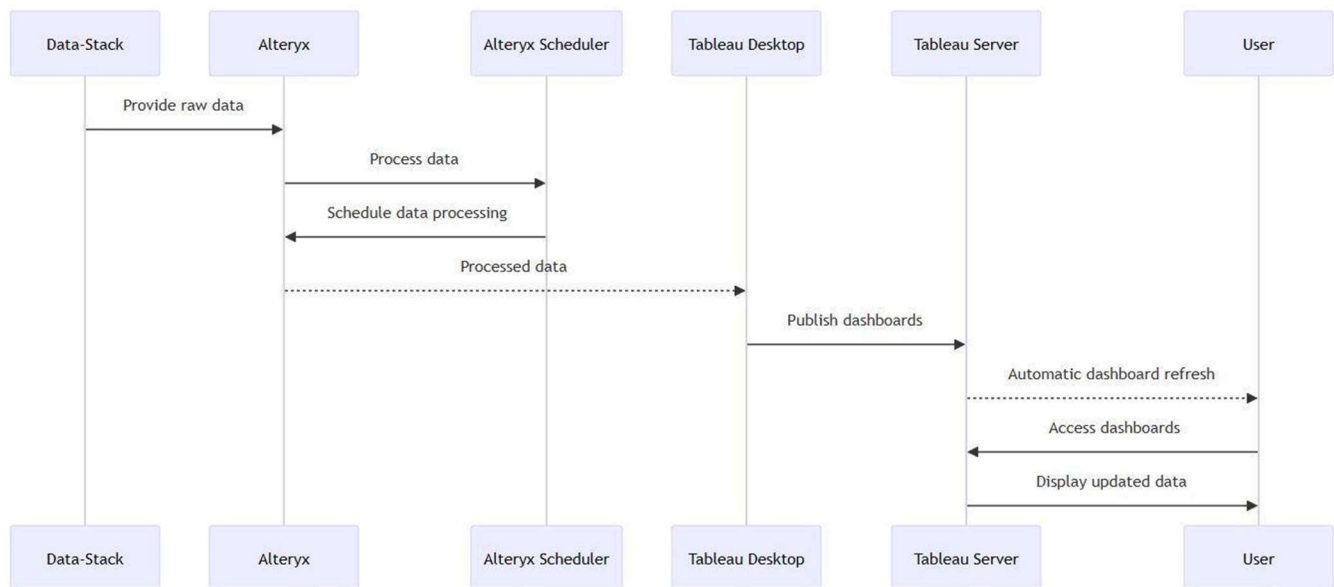 Data-Stack
Alteryx
Alteryx Scheduler
Tableau Desktop
Tableau Server
User
Provide raw data
Process data
Schedule data processing
Processed data
Publish dashboards
Automatic dashboard refresh
Access dashboards
Display updated data
Data-Stack
Alteryx
Alteryx Scheduler
Tableau Desktop
Tableau Server
User